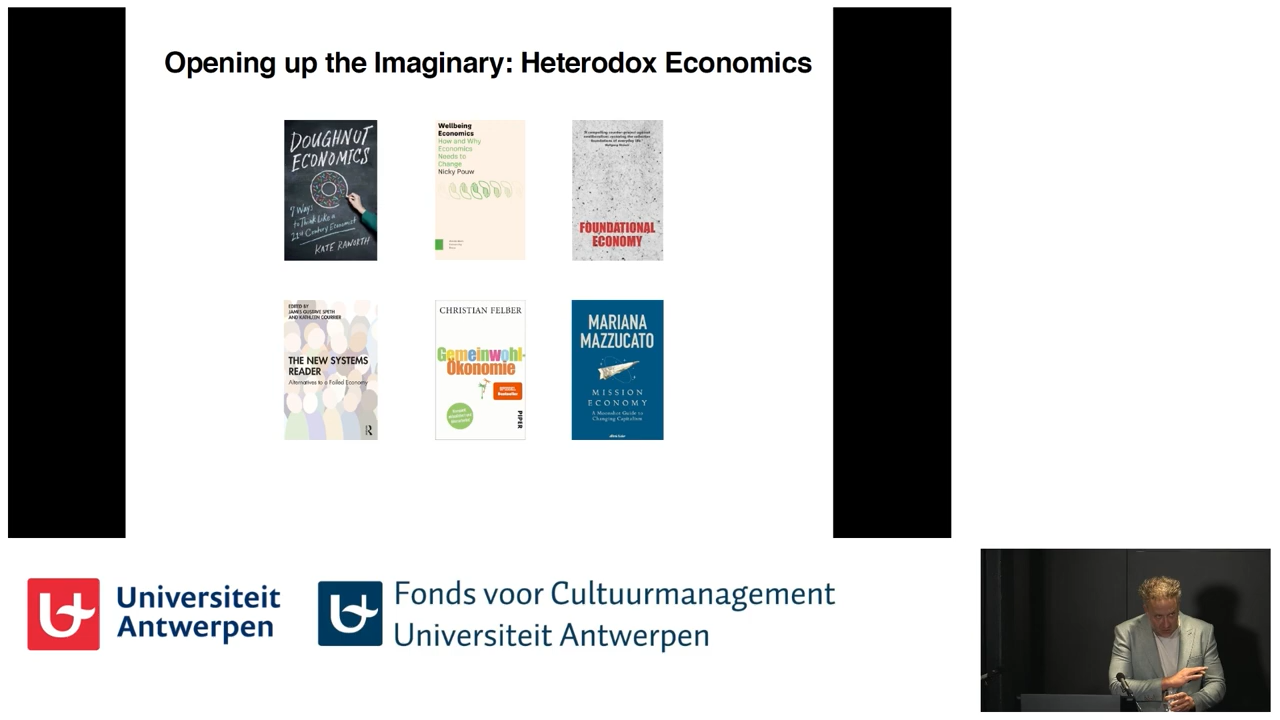 Opening up the Imaginary: Heterodox Economics
DOUGHNUT
ECONOMICS
7 Ways
to Think Like a
21st Century Economist
KATE RAWORTH
Wellbeing
Economics
How and Why
Economics
Needs to
Change
Nicky Pouw
FOUNDATIONAL
ECONOMY
EDITED BY
JAMES GUSTAVE SPETH
AND KATHLEEN COURRIER
THE NEW SYSTEMS
READER
Alternatives to a Failed Economy
R
CHRISTIAN FELBER
Gemeinwohl-
Ökonomie
SPIEGEL
Bestseller
PIPER
MARIANA
MAZZUCATO
MISSION
ECONOMY
A Moonshot Guide to
Changing Capitalism
Universiteit
Antwerpen
Fonds voor Cultuurmanagement
Universiteit Antwerpen